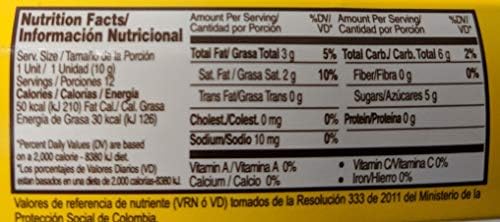 Nutrition Facts/
Información Nutricional
Serv. Size / Tamaño de la Porción
1 Unit / 1 Unidad (10 g)
Servings / Porciones 12
Calories / Calorías / Energía
50 kcal (kJ 210) Fat Cal./ Cal. Grasa
Energía de Grasa 30 kcal (kJ 126)
*Percent Daily Values (DV) are based
on a 2,000 calorie - 8380 kJ diet.
*Los porcentajes de Valores Diarios (VD)
están basados en una dieta de 2.000 calorías-8380 kJ.
Amount Per Serving/ %DV/
Cantidad por Porción VD*
Total Fat/ Grasa Total 3 g 5%
Sat. Fat / Grasa Sat. 2 g 10%
Trans Fat/Grasa Trans 0 g
Cholest./Colest. 0 mg 0%
Sodium/Sodio 10 mg 0%
Amount Per Serving/ %DV/
Cantidad por Porción VD*
Total Carb./ Carb. Total 6 g 2%
Fiber/Fibra 0 g 0%
Sugars/Azúcares 5 g
Protein/Proteína 0 g
Vitamin A / Vitamina A 0% • Vitamin C/Vitamina C 0%
Calcium / Calcio 0% • Iron/Hierro 0%
Valores de referencia de nutriente (VRN ó VD) tomados de la Resolución 333 de 2011 del Ministerio de la
Protección Social de Colombia.